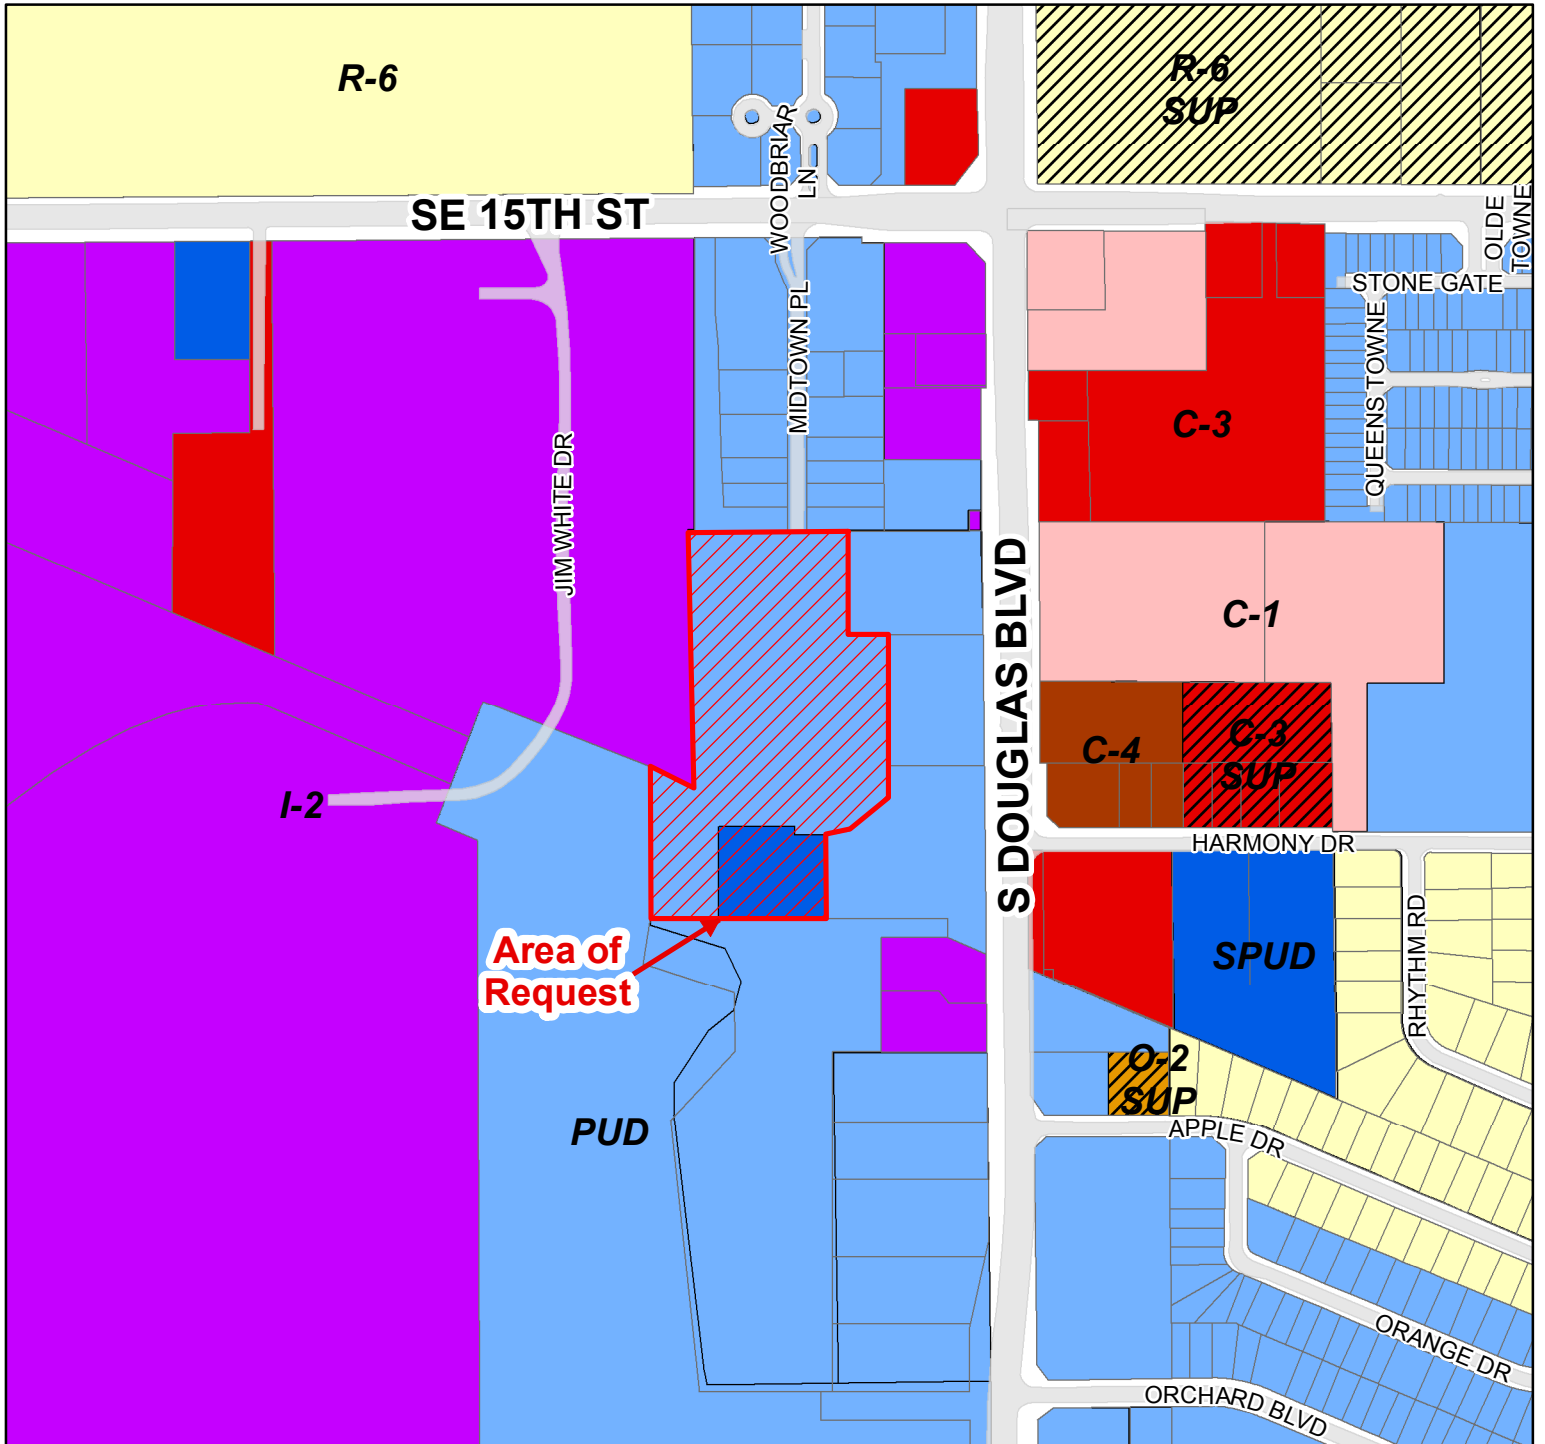 R-6
R-6
SUP
WOODBRIAR
LN
SE 15TH ST
OLDE
TOWNE
STONE GATE
MIDTOWN PL
QUEENS TOWNE
C-3
JIM WHITE DR
S DOUGLAS BLVD
C-1
C-3
SUP
C-4
I-2
HARMONY DR
Area of
Request
SPUD
RHYTHM RD
O-2
SUP
PUD
APPLE DR
ORANGE DR
ORCHARD BLVD